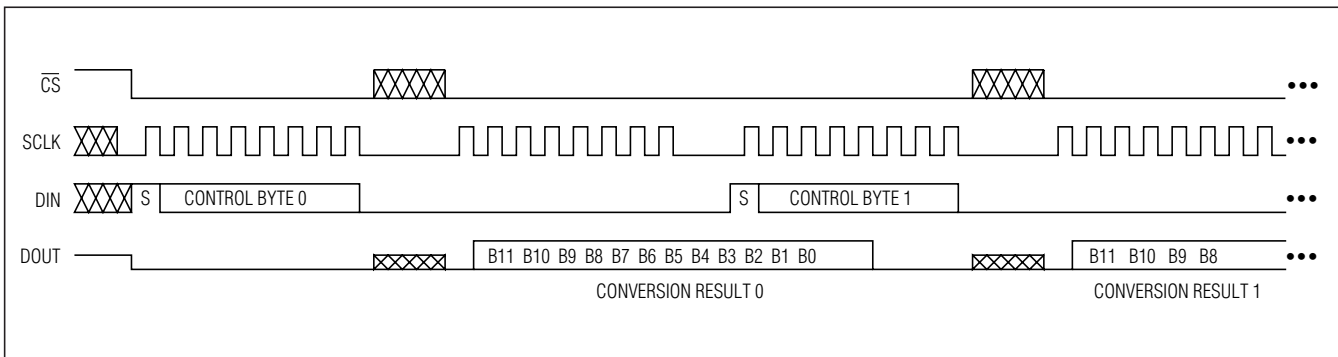 CS
SCLK
DIN S CONTROL BYTE 0 S CONTROL BYTE 1
DOUT B11 B10 B9 B8 B7 B6 B5 B4 B3 B2 B1 B0 B11 B10 B9 B8
CONVERSION RESULT 0 CONVERSION RESULT 1